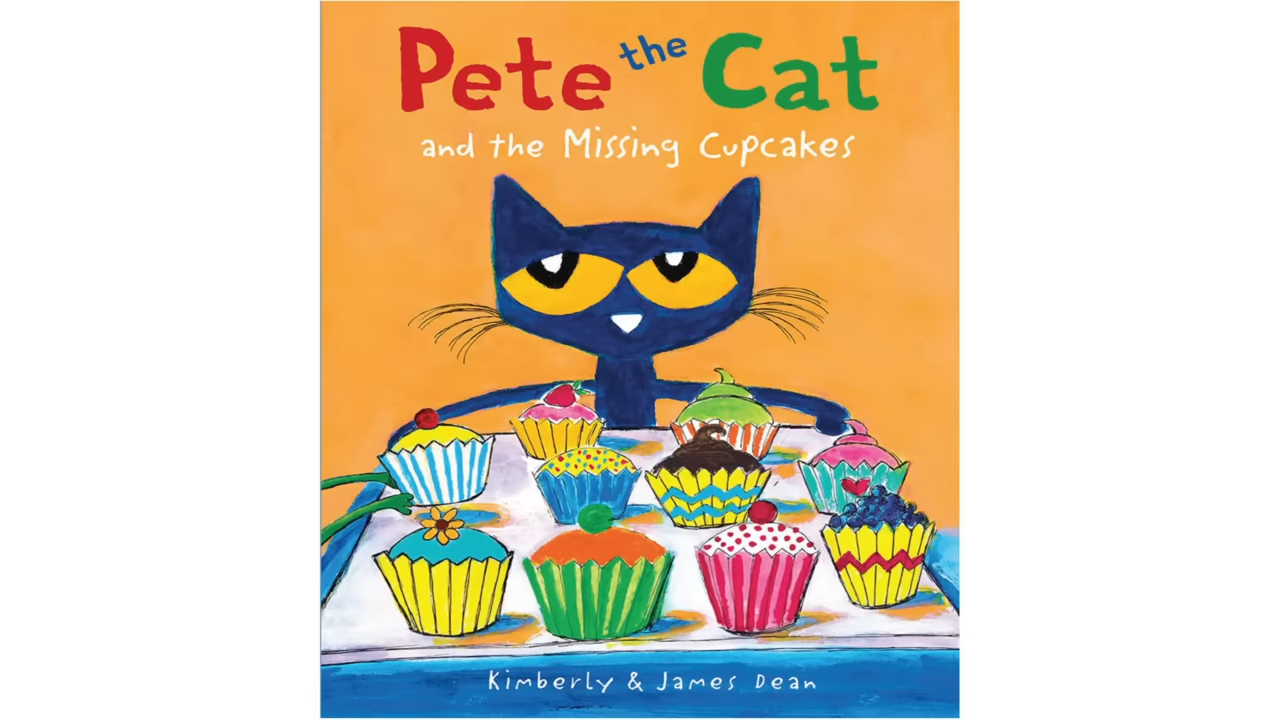 Pete the Cat
and the Missing Cupcakes
Kimberly & James Dean